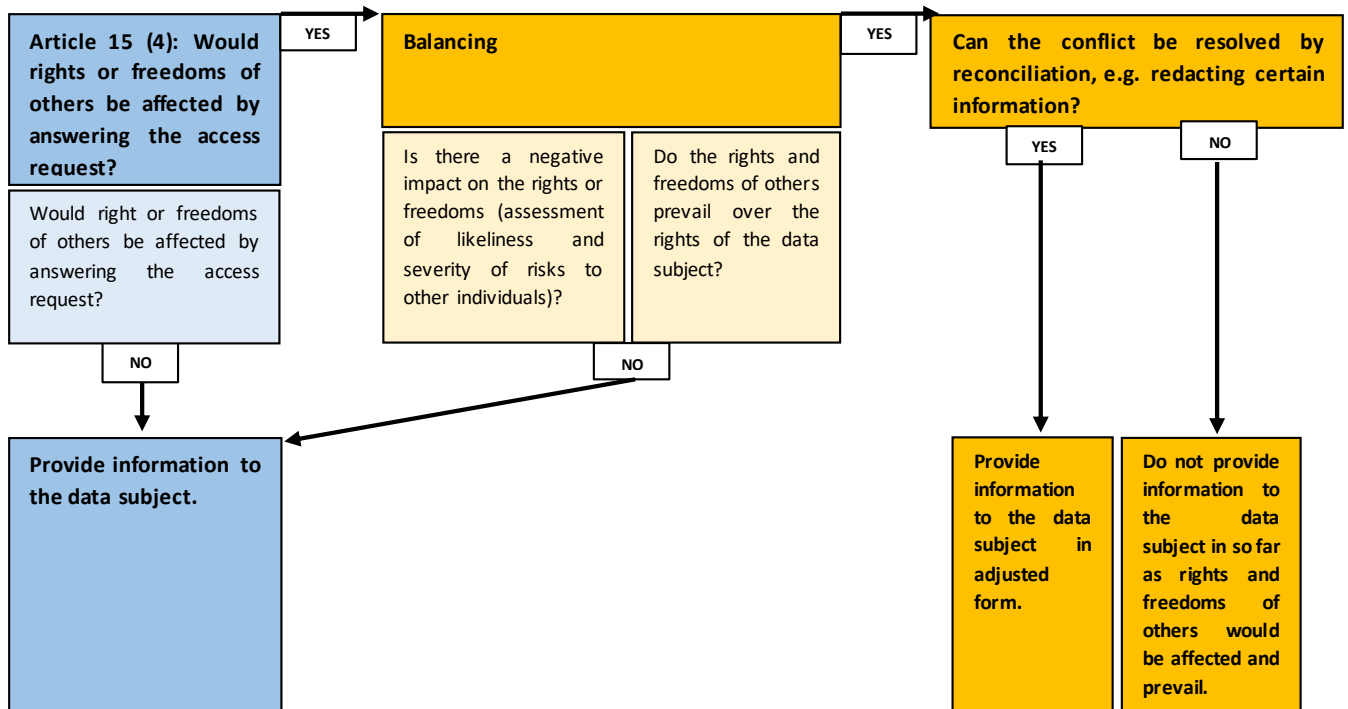 Article 15 (4): Would
rights or freedoms of
others be affected by
answering the access
request?
YES
Balancing
YES
Can the conflict be resolved by
reconciliation, e.g. redacting certain
information?
Would right or freedoms
of others be affected by
answering the access
request?
Is there a negative
impact on the rights or
freedoms (assessment
of likeliness and
severity of risks to
other individuals)?
Do the rights and
freedoms of others
prevail over the
rights of the data
subject?
YES
NO
NO
NO
Provide information to
the data subject.
Provide
information
to the data
subject in
adjusted
form.
Do not provide
information to
the data
subject in so far
as rights and
freedoms of
others would
be affected and
prevail.